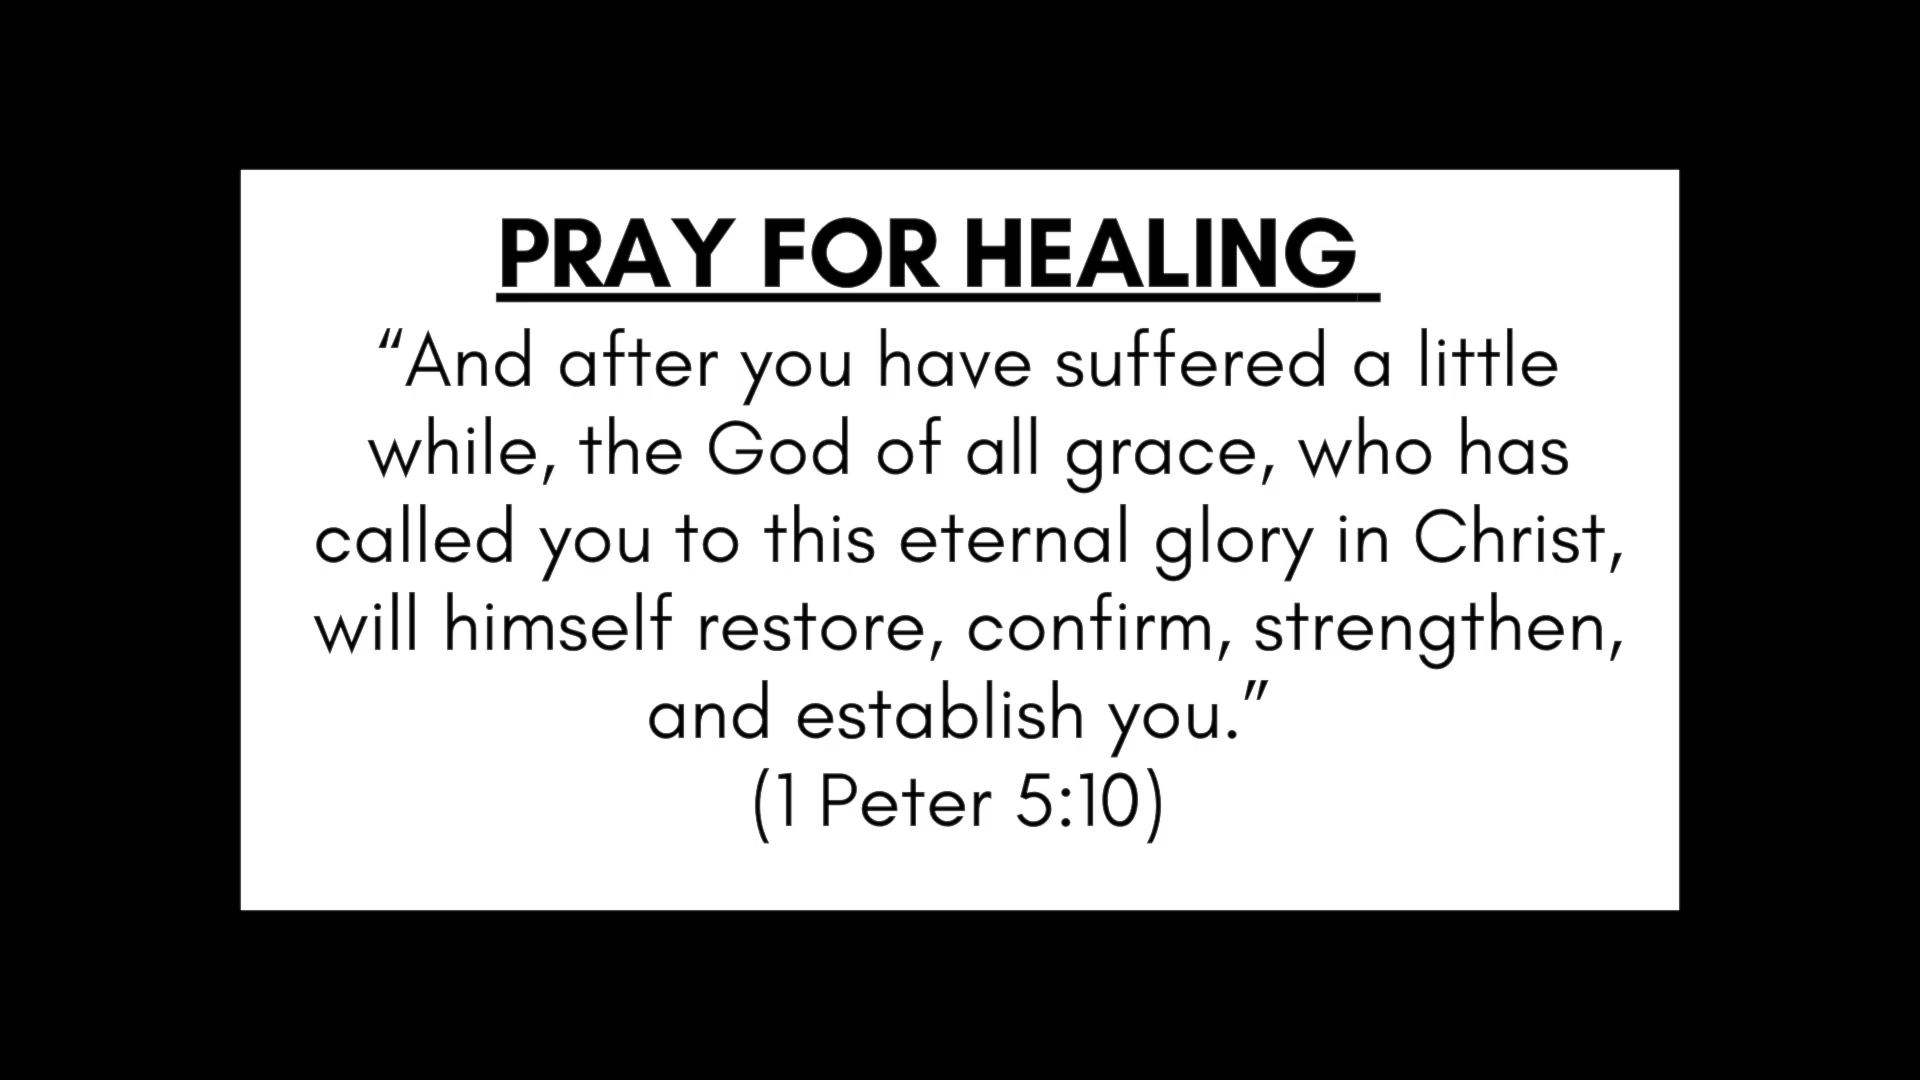 PRAY FOR HEALING
“And after you have suffered a little
while, the God of all grace, who has
called you to this eternal glory in Christ,
will himself restore, confirm, strengthen,
and establish you.”
(1 Peter 5:10)